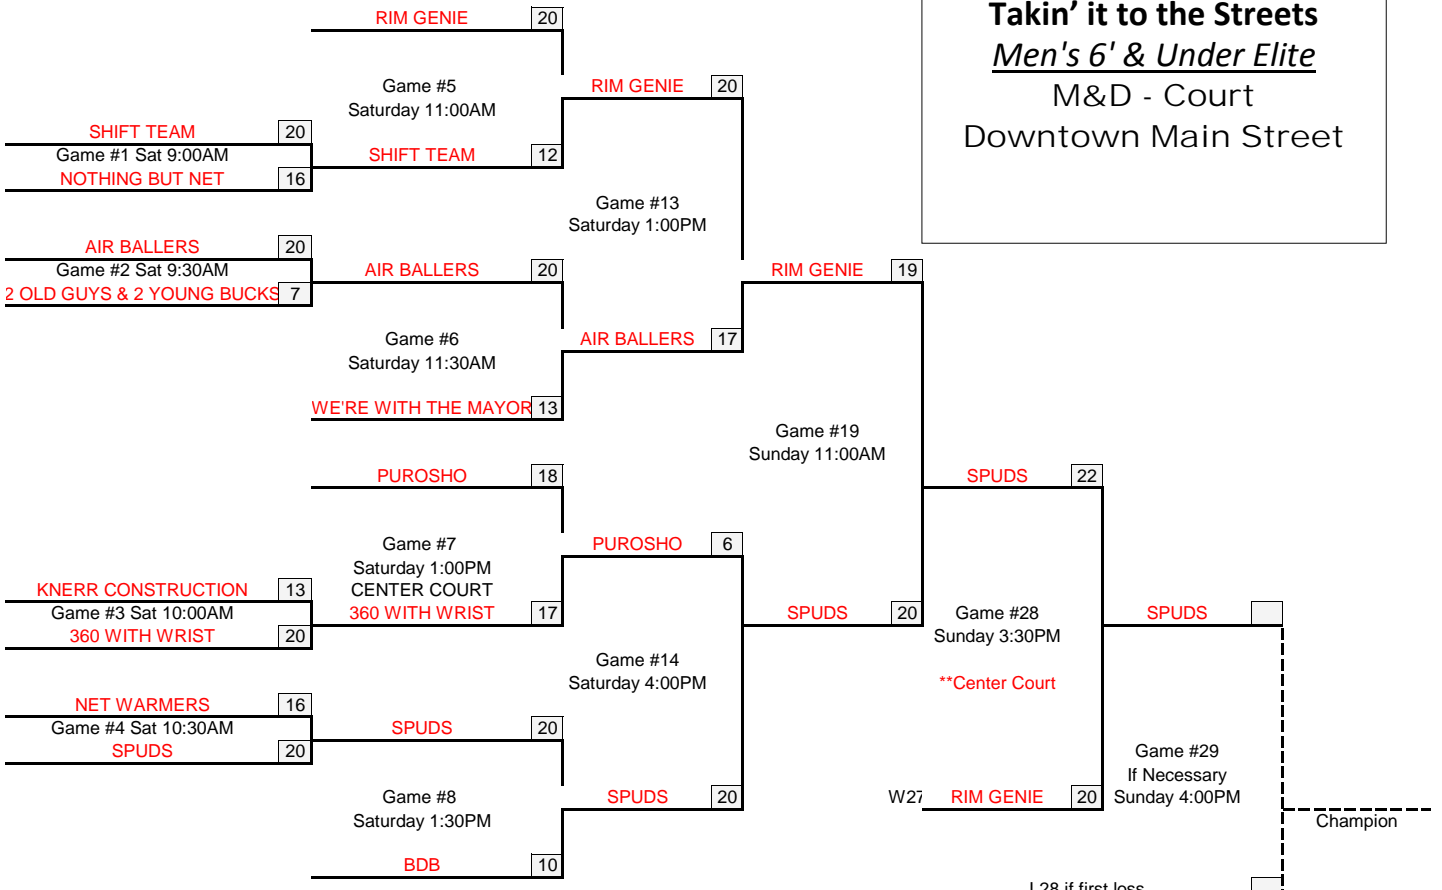 Takin' it to the Streets
Men's 6' & Under Elite
M&D - Court
Downtown Main Street
RIM GENIE 20
Game #5
Saturday 11:00AM
SHIFT TEAM 20
Game #1 Sat 9:00AM
NOTHING BUT NET 16
SHIFT TEAM 12
RIM GENIE 20
Game #13
Saturday 1:00PM
AIR BALLERS 20
Game #2 Sat 9:30AM
2 OLD GUYS & 2 YOUNG BUCKS 7
AIR BALLERS 20
Game #6
Saturday 11:30AM
WE'RE WITH THE MAYOR 13
AIR BALLERS 17
RIM GENIE 19
Game #19
Sunday 11:00AM
PUROSHO 18
Game #7
Saturday 1:00PM
CENTER COURT
KNERR CONSTRUCTION 13
Game #3 Sat 10:00AM
360 WITH WRIST 20
360 WITH WRIST 17
PUROSHO 6
Game #14
Saturday 4:00PM
NET WARMERS 16
Game #4 Sat 10:30AM
SPUDS 20
SPUDS 20
Game #8
Saturday 1:30PM
BDB 10
SPUDS 20
SPUDS 20
SPUDS 22
Game #28
Sunday 3:30PM
**Center Court
W27 RIM GENIE 20
SPUDS
Game #29
If Necessary
Sunday 4:00PM
Champion
L28 if first loss